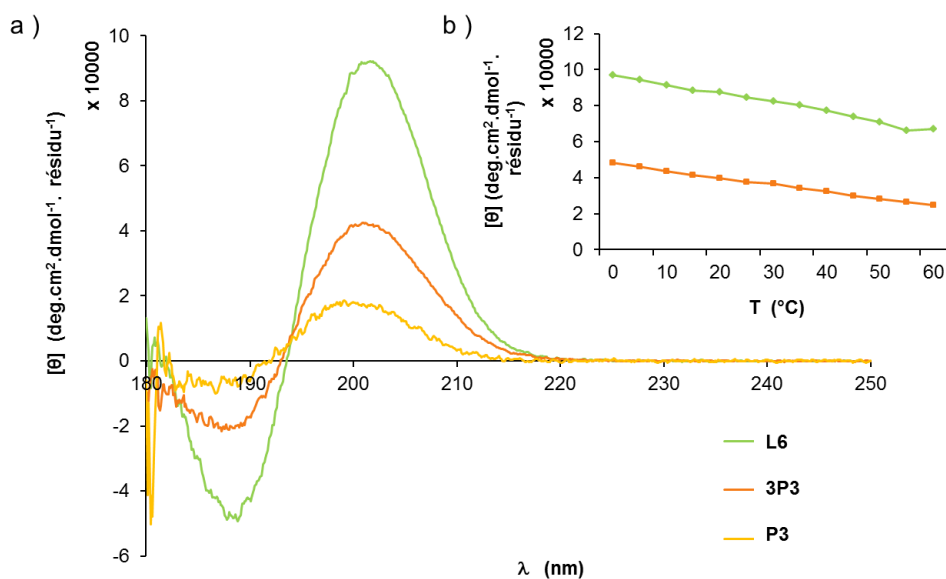 a )
x 10000
[θ] (deg.cm².dmol⁻¹. résidu⁻¹)
10
8
6
4
2
0
-2
-4
-6
180
190
200
210
220
230
240
250
λ (nm)
b )
x 10000
[θ] (deg.cm².dmol⁻¹.
résidu⁻¹)
12
10
8
6
4
2
0
0
10
20
30
40
50
60
T (°C)
L6
3P3
P3